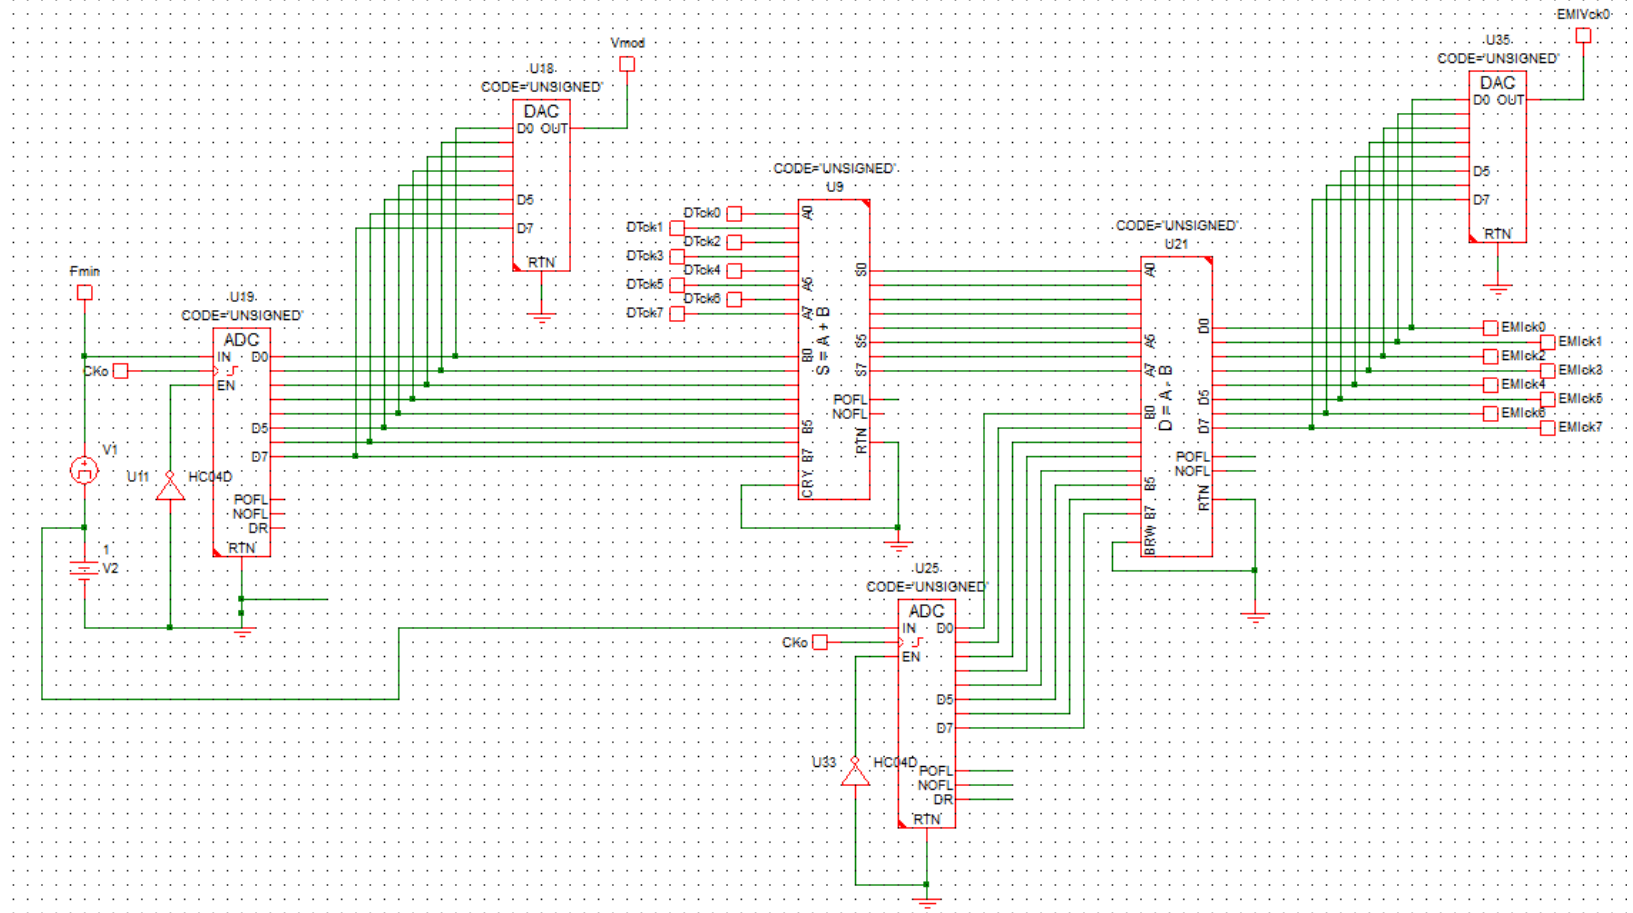 EMIVck0
Vmod
U35
CODE='UNSIGNED'
DAC
D0 OUT
D5
D7
RTN
U18
CODE='UNSIGNED'
DAC
D0 OUT
D5
D7
RTN
CODE='UNSIGNED'
U9
DTck0
DTck1
DTck2
DTck3
DTck4
DTck5
DTck6
DTck7
A0
A5
A7
S = A + B
S0
S5
S7
B0
B5
B7
CRY
POFL
NOFL
RTN
CODE='UNSIGNED'
U21
A0
A5
A7
D = A - B
D0
D5
D7
B0
B5
B7
BRW
POFL
NOFL
RTN
EMIck0
EMIck1
EMIck2
EMIck3
EMIck4
EMIck5
EMIck6
EMIck7
Fmin
U19
CODE='UNSIGNED'
ADC
IN D0
CKo
EN
D5
D7
POFL
NOFL
DR
RTN
V1
U11 HC04D
1
V2
U25
CODE='UNSIGNED'
ADC
IN D0
CKo
EN
D5
D7
POFL
NOFL
DR
RTN
U33 HC04D